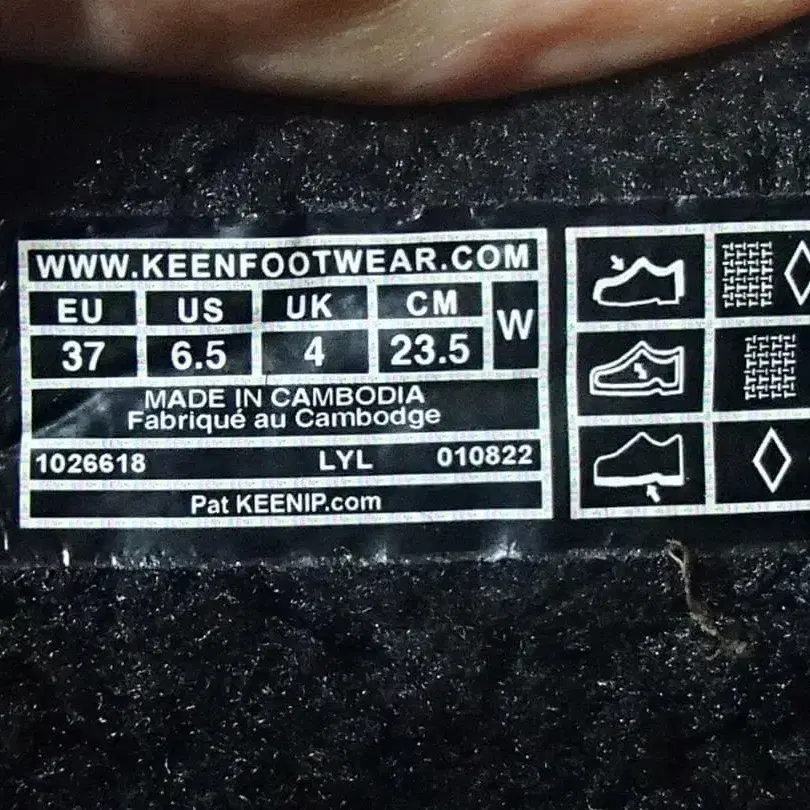 WWW.KEENFOOTWEAR.COM
EU US UK CM W
37 6.5 4 23.5
MADE IN CAMBODIA
Fabriqué au Cambodge
1026618 LYL 010822
Pat KEENIP.com